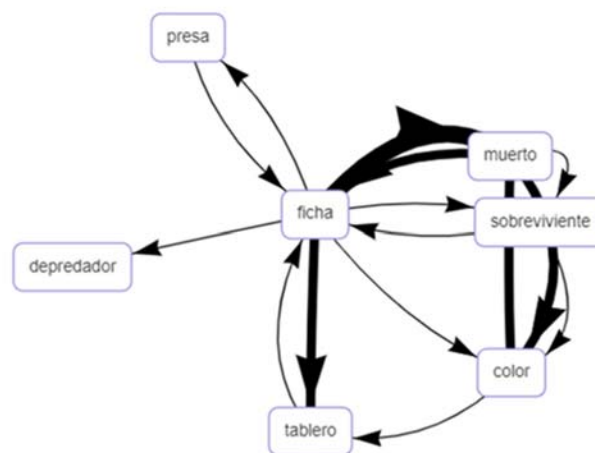 presa
muerto
ficha
sobreviviente
depredador
color
tablero